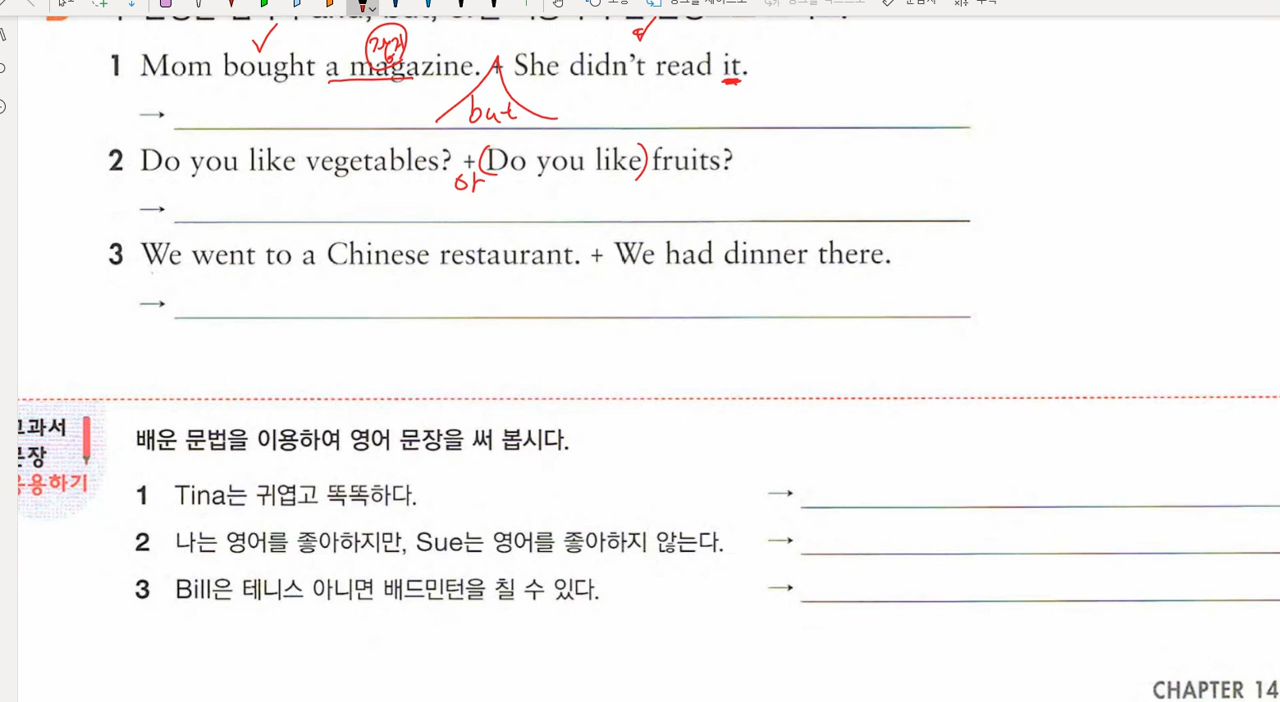 잡지
1 Mom bought a magazine. + She didn't read it.
but
→
2 Do you like vegetables? + (Do you like) fruits?
or
→
3 We went to a Chinese restaurant. + We had dinner there.
→
교과서
문장
응용하기
배운 문법을 이용하여 영어 문장을 써 봅시다.
1 Tina는 귀엽고 똑똑하다. →
2 나는 영어를 좋아하지만, Sue는 영어를 좋아하지 않는다. →
3 Bill은 테니스 아니면 배드민턴을 칠 수 있다. →
CHAPTER 14